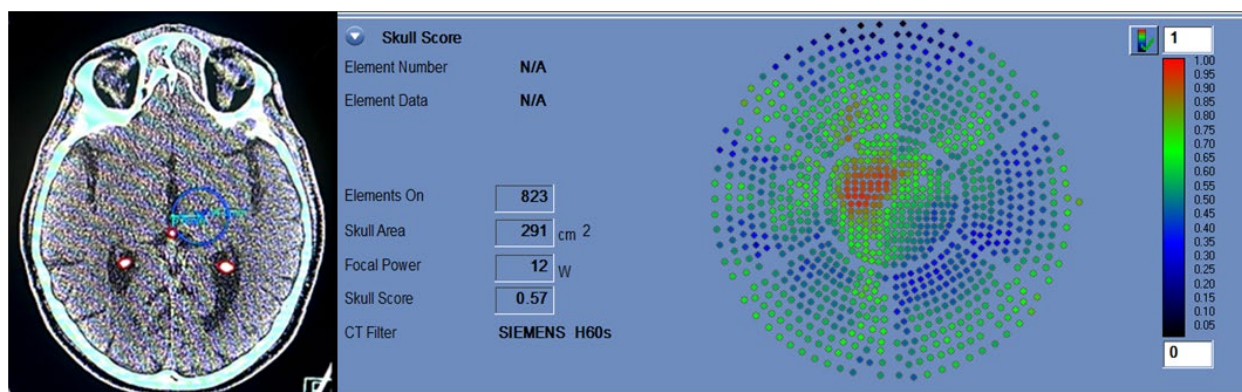 Skull Score
Element Number N/A
Element Data N/A
Elements On 823
Skull Area 291 cm 2
Focal Power 12 W
Skull Score 0.57
CT Filter SIEMENS H60s
1
1.00
0.95
0.90
0.85
0.80
0.75
0.70
0.65
0.60
0.55
0.50
0.45
0.40
0.35
0.30
0.25
0.20
0.15
0.10
0.05
0